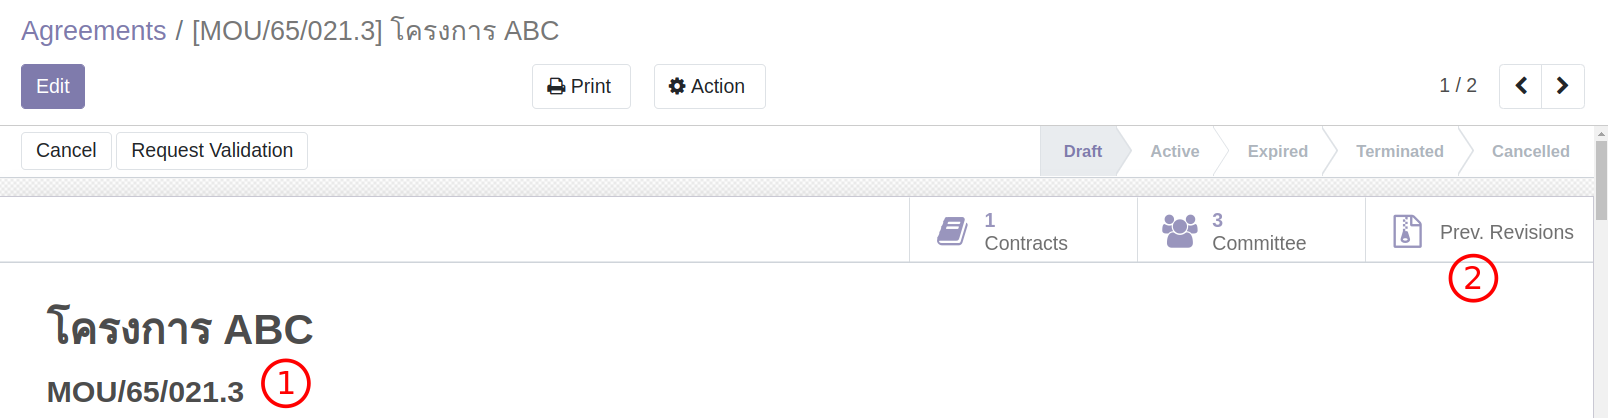 Agreements / [MOU/65/021.3] โครงการ ABC
Edit Print Action 1 / 2
Cancel Request Validation Draft Active Expired Terminated Cancelled
1 Contracts 3 Committee Prev. Revisions
2
โครงการ ABC
MOU/65/021.3 1